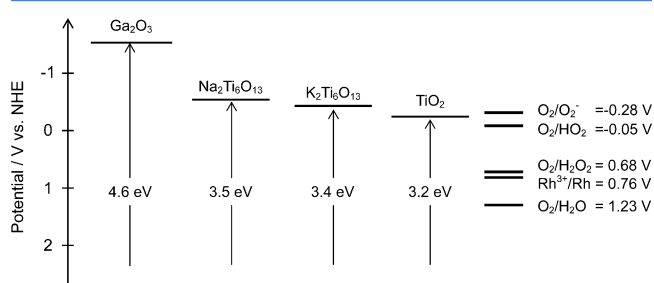 Ga₂O₃
Na₂Ti₆O₁₃
K₂Ti₆O₁₃
TiO₂
Potential / V vs. NHE
-1
0
1
2
4.6 eV
3.5 eV
3.4 eV
3.2 eV
O₂/O₂⁻ =-0.28 V
O₂/HO₂ =-0.05 V
O₂/H₂O₂ = 0.68 V
Rh³⁺/Rh = 0.76 V
O₂/H₂O = 1.23 V